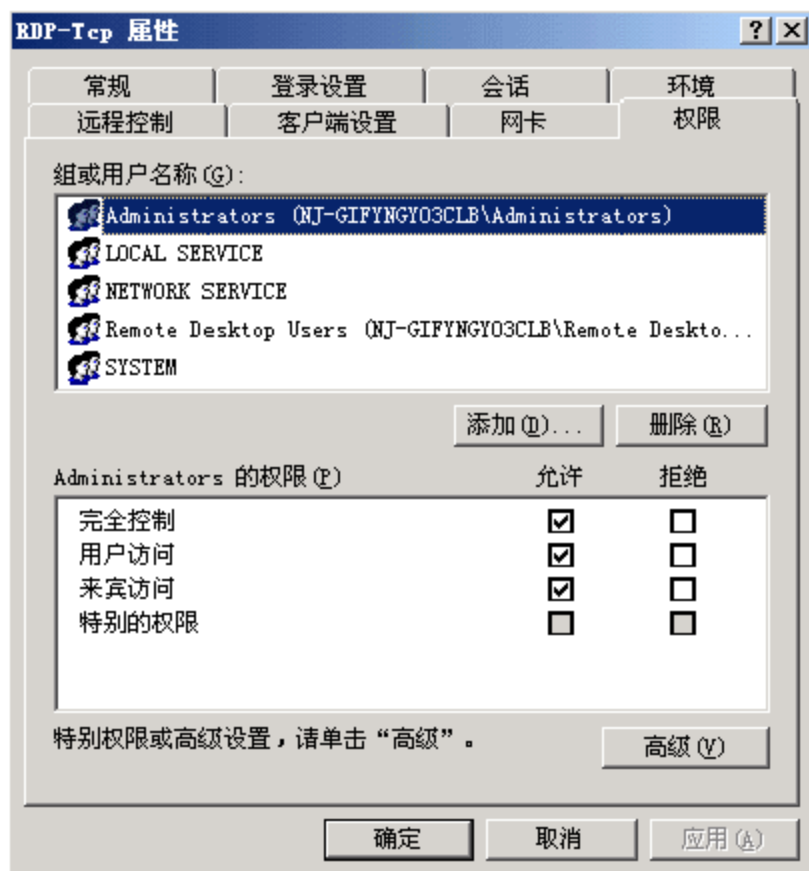 RDP-Tcp 属性
常规 登录设置 会话 环境
远程控制 客户端设置 网卡 权限
组或用户名称(G):
Administrators (NJ-GIFYNGYO3CLB\Administrators)
LOCAL SERVICE
NETWORK SERVICE
Remote Desktop Users (NJ-GIFYNGYO3CLB\Remote Deskto...
SYSTEM
添加(D)... 删除(R)
Administrators 的权限(P) 允许 拒绝
完全控制
用户访问
来宾访问
特别的权限
特别权限或高级设置，请单击“高级”。
高级(V)
确定 取消 应用(A)